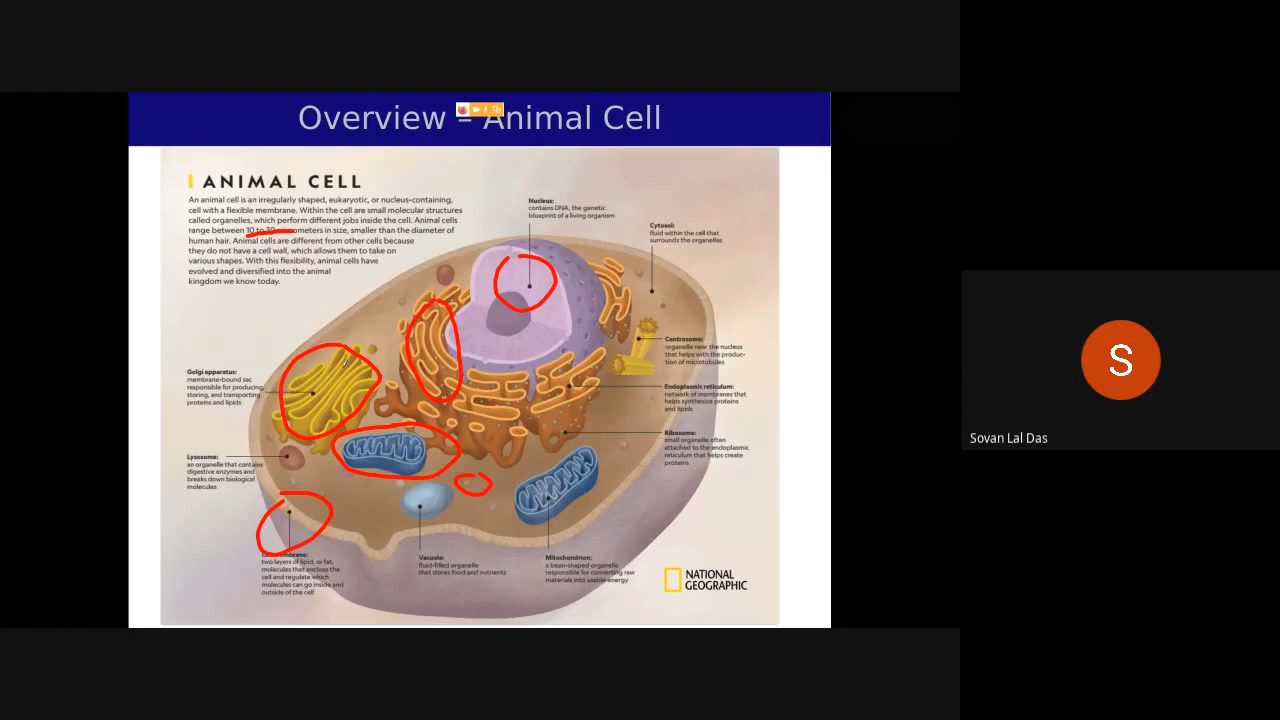 Overview – Animal Cell
ANIMAL CELL
An animal cell is an irregularly shaped, eukaryotic, or nucleus-containing,
cell with a flexible membrane. Within the cell are small molecular structures
called organelles, which perform different jobs inside the cell. Animal cells
range between 10 to 30 micrometers in size, smaller than the diameter of
human hair. Animal cells are different from other cells because
they do not have a cell wall, which allows them to take on
various shapes. With this flexibility, animal cells have
evolved and diversified into the animal
kingdom we know today.
Nucleus:
contains DNA, the genetic
blueprint of a living organism
Cytosol:
fluid within the cell that
surrounds the organelles
Centrosome:
organelle near the nucleus
that helps with the produc-
tion of microtubules
Golgi apparatus:
membrane-bound sac
responsible for producing,
storing, and transporting
proteins and lipids
Endoplasmic reticulum:
network of membranes that
helps synthesize proteins
and lipids
Ribosome:
small organelle often
attached to the endoplasmic
reticulum that helps create
proteins
Lysosome:
an organelle that contains
digestive enzymes and
breaks down biological
molecules
Cell membrane:
two layers of lipid, or fat,
molecules that enclose the
cell and regulate which
molecules can go inside and
outside of the cell
Vacuole:
fluid-filled organelle
that stores food and nutrients
Mitochondrion:
a bean-shaped organelle
responsible for converting raw
materials into usable energy
NATIONAL
GEOGRAPHIC
S
Sovan Lal Das